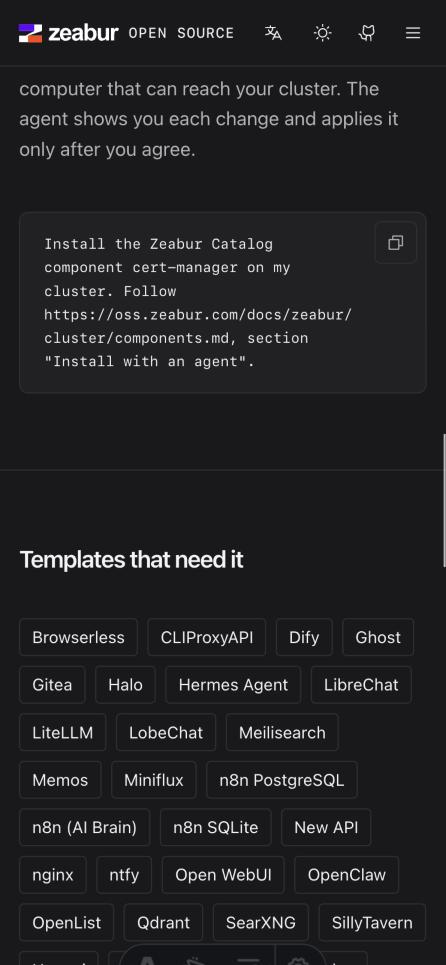 zeabur OPEN SOURCE
computer that can reach your cluster. The
agent shows you each change and applies it
only after you agree.
Install the Zeabur Catalog
component cert-manager on my
cluster. Follow
https://oss.zeabur.com/docs/zeabur/
cluster/components.md, section
"Install with an agent".
Templates that need it
Browserless CLIProxyAPI Dify Ghost
Gitea Halo Hermes Agent LibreChat
LiteLLM LobeChat Meilisearch
Memos Miniflux n8n PostgreSQL
n8n (AI Brain) n8n SQLite New API
nginx ntfy Open WebUI OpenClaw
OpenList Qdrant SearXNG SillyTavern